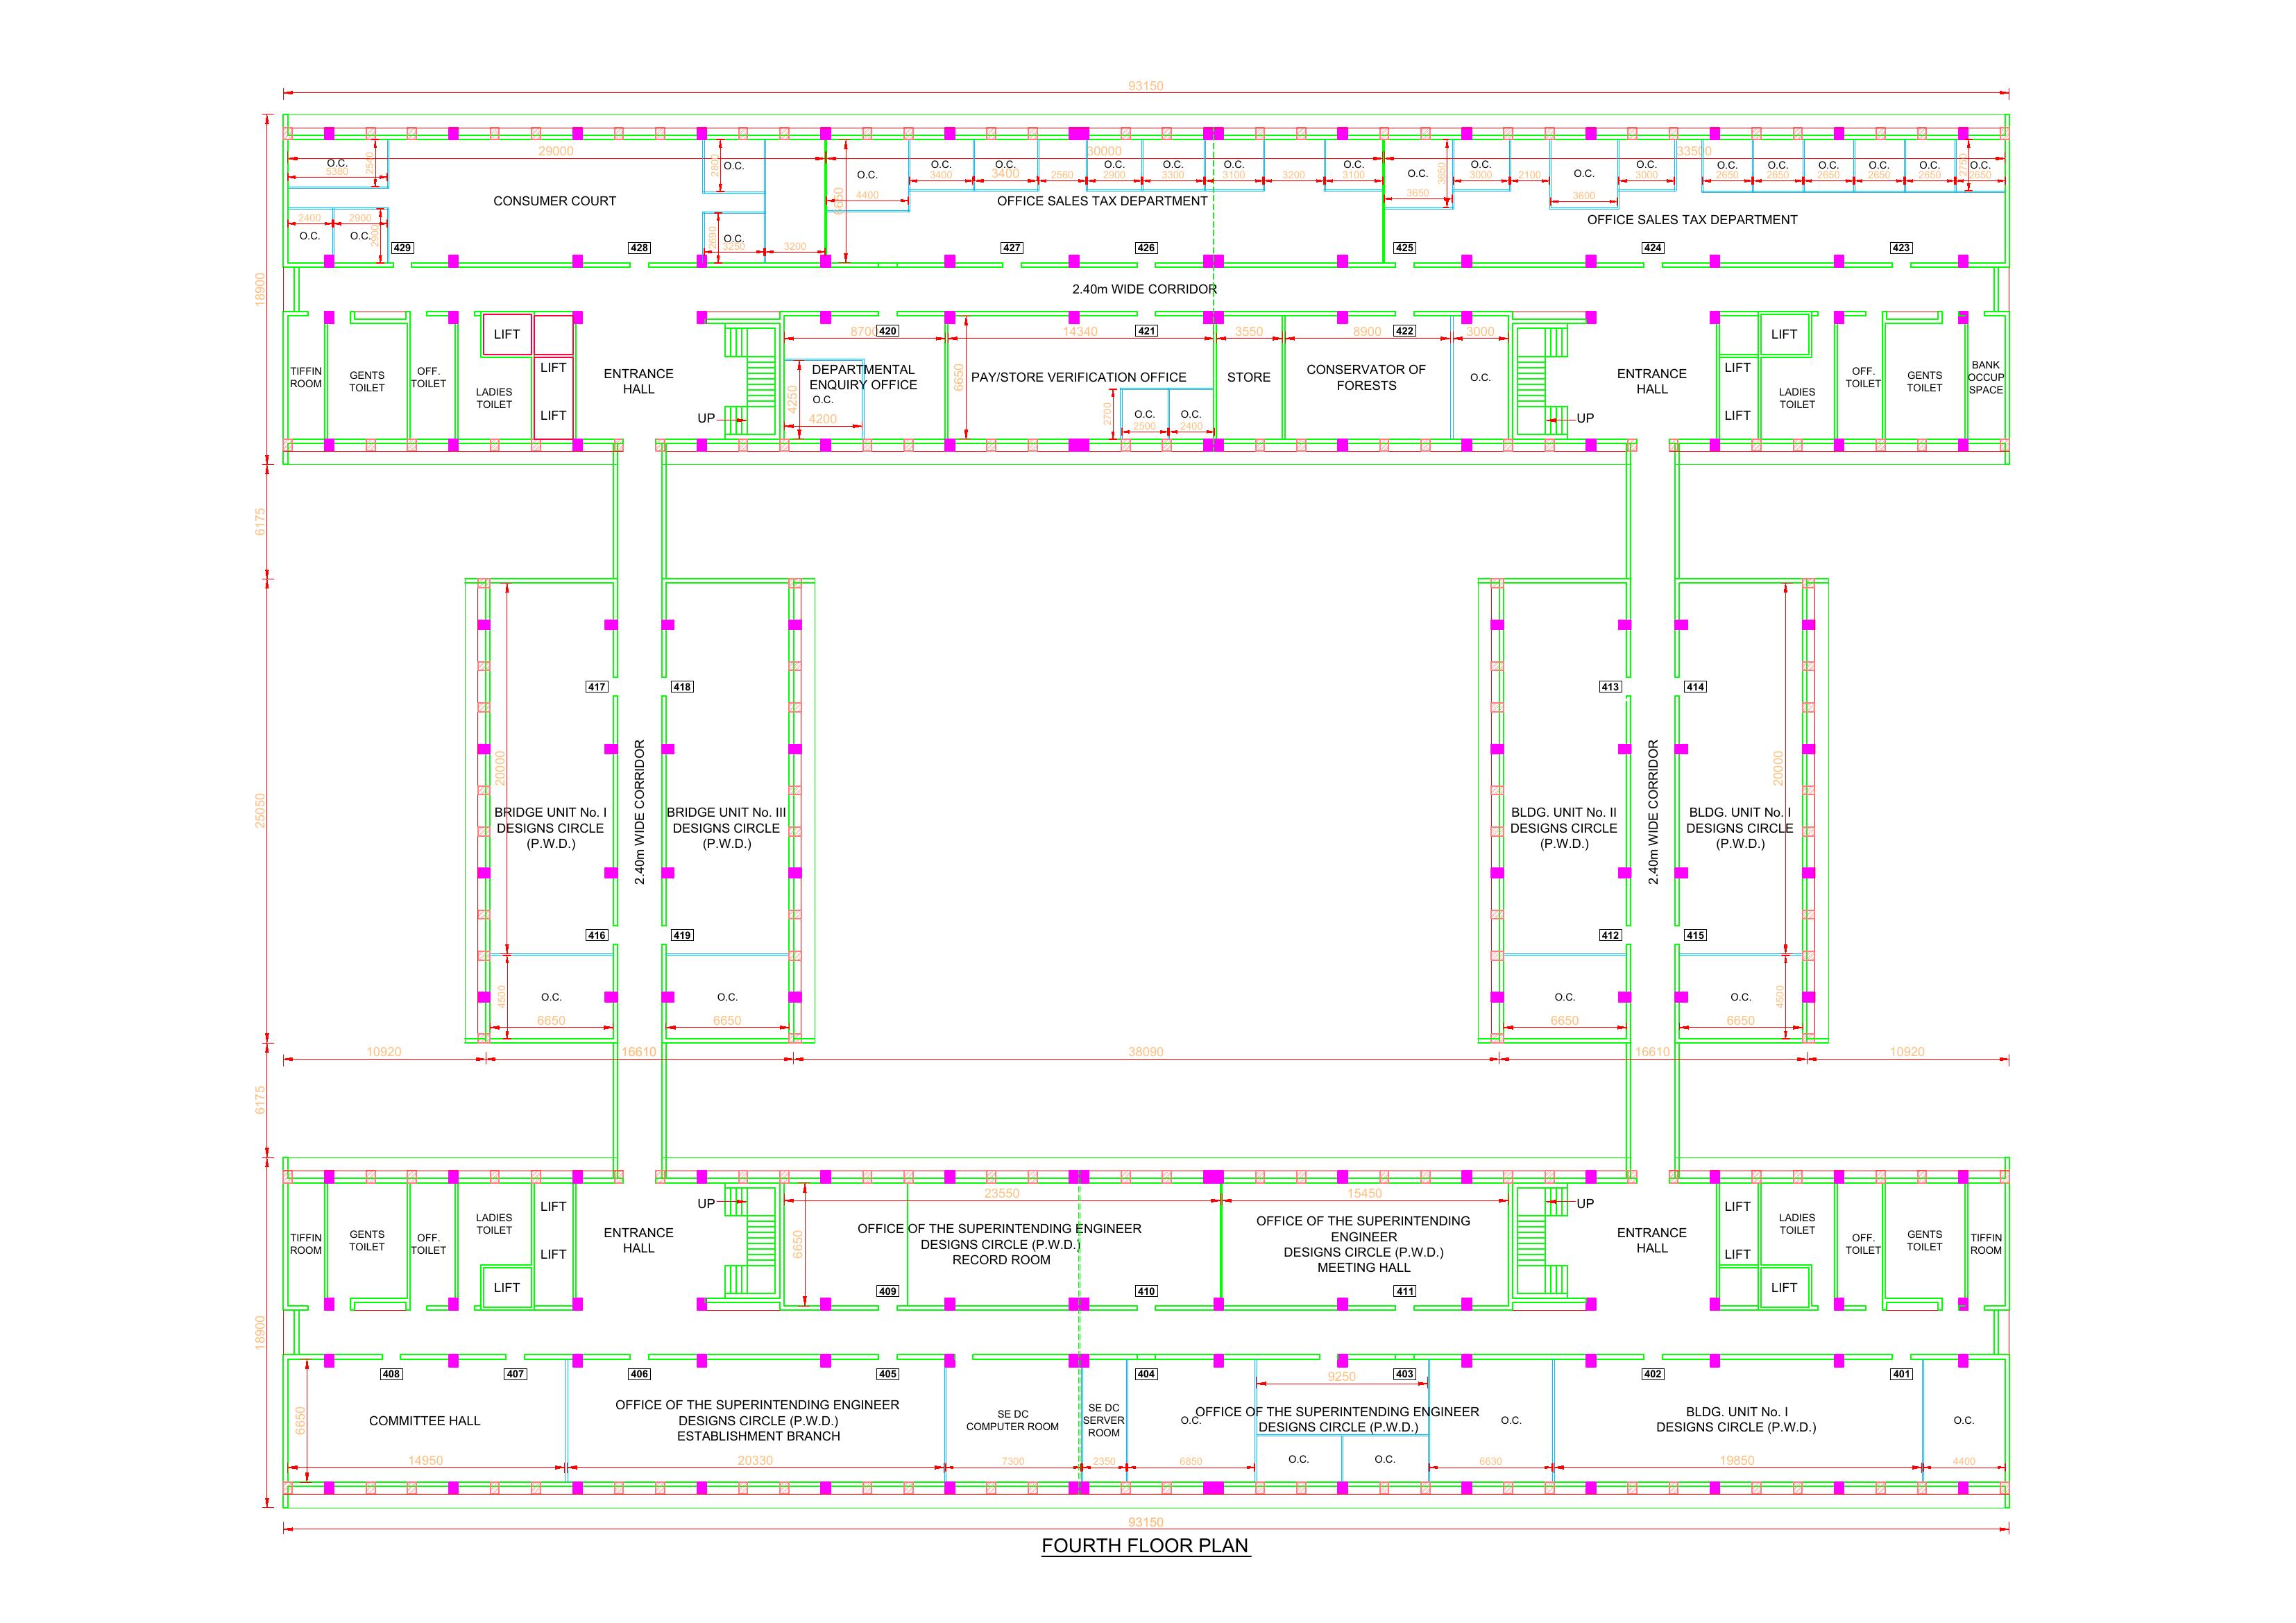 93150
29000
30000
33500
O.C.
5380
2540
2800
O.C.
O.C.
4400
6650
O.C.
3400
O.C.
3400
2560
O.C.
2900
O.C.
3300
O.C.
3100
3200
O.C.
3100
O.C.
3650
3650
O.C.
3000
2100
O.C.
3600
O.C.
3000
O.C.
2650
O.C.
2650
O.C.
2650
O.C.
2650
O.C.
2650
O.C.
2650
2750
CONSUMER COURT
OFFICE SALES TAX DEPARTMENT
OFFICE SALES TAX DEPARTMENT
2400
2900
O.C.
O.C.
2900
2690
O.C.
3250
3200
429
428
427
426
425
424
423
18900
2.40m WIDE CORRIDOR
LIFT
LIFT
LIFT
TIFFIN
ROOM
GENTS
TOILET
OFF.
TOILET
LADIES
TOILET
ENTRANCE
HALL
UP
8700
420
DEPARTMENTAL
ENQUIRY OFFICE
O.C.
4250
4200
14340
421
6650
PAY/STORE VERIFICATION OFFICE
2700
O.C.
2500
O.C.
2400
3550
STORE
8900
422
CONSERVATOR OF
FORESTS
3000
O.C.
UP
ENTRANCE
HALL
LIFT
LIFT
LIFT
LADIES
TOILET
OFF.
TOILET
GENTS
TOILET
BANK
OCCUP
SPACE
6175
417
418
413
414
20000
20000
25050
2.40m WIDE CORRIDOR
2.40m WIDE CORRIDOR
BRIDGE UNIT No. I
DESIGNS CIRCLE
(P.W.D.)
BRIDGE UNIT No. III
DESIGNS CIRCLE
(P.W.D.)
BLDG. UNIT No. II
DESIGNS CIRCLE
(P.W.D.)
BLDG. UNIT No. I
DESIGNS CIRCLE
(P.W.D.)
416
419
412
415
4500
O.C.
6650
O.C.
6650
O.C.
6650
O.C.
6650
4500
10920
16610
38090
16610
10920
6175
TIFFIN
ROOM
GENTS
TOILET
OFF.
TOILET
LADIES
TOILET
LIFT
LIFT
LIFT
ENTRANCE
HALL
UP
23550
6650
OFFICE OF THE SUPERINTENDING ENGINEER
DESIGNS CIRCLE (P.W.D.)
RECORD ROOM
409
410
15450
OFFICE OF THE SUPERINTENDING
ENGINEER
DESIGNS CIRCLE (P.W.D.)
MEETING HALL
411
UP
ENTRANCE
HALL
LIFT
LIFT
LIFT
LADIES
TOILET
OFF.
TOILET
GENTS
TOILET
TIFFIN
ROOM
18900
408
407
406
405
404
403
402
401
6650
COMMITTEE HALL
14950
OFFICE OF THE SUPERINTENDING ENGINEER
DESIGNS CIRCLE (P.W.D.)
ESTABLISHMENT BRANCH
20330
SE DC
COMPUTER ROOM
7300
SE DC
SERVER
ROOM
2350
O.C.
6850
9250
OFFICE OF THE SUPERINTENDING ENGINEER
DESIGNS CIRCLE (P.W.D.)
O.C.
O.C.
O.C.
6630
BLDG. UNIT No. I
DESIGNS CIRCLE (P.W.D.)
19850
O.C.
4400
93150
FOURTH FLOOR PLAN